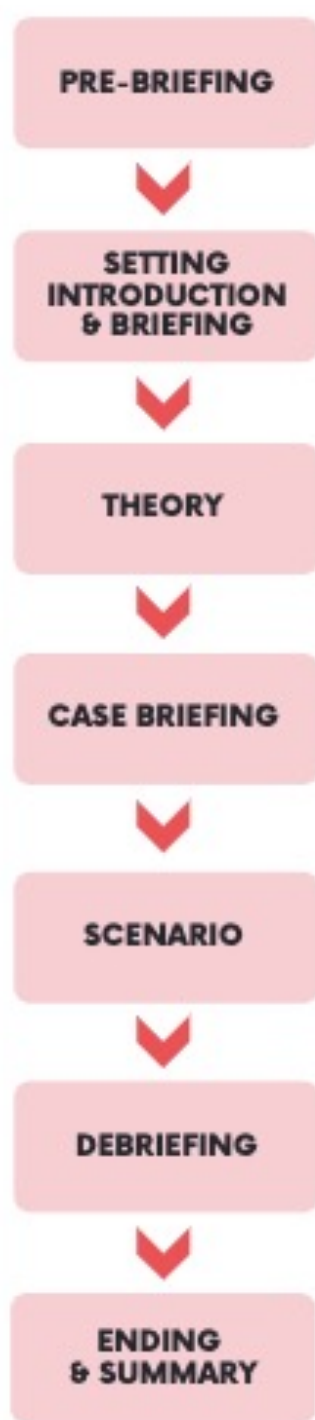 PRE-BRIEFING
SETTING
INTRODUCTION
& BRIEFING
THEORY
CASE BRIEFING
SCENARIO
DEBRIEFING
ENDING
& SUMMARY